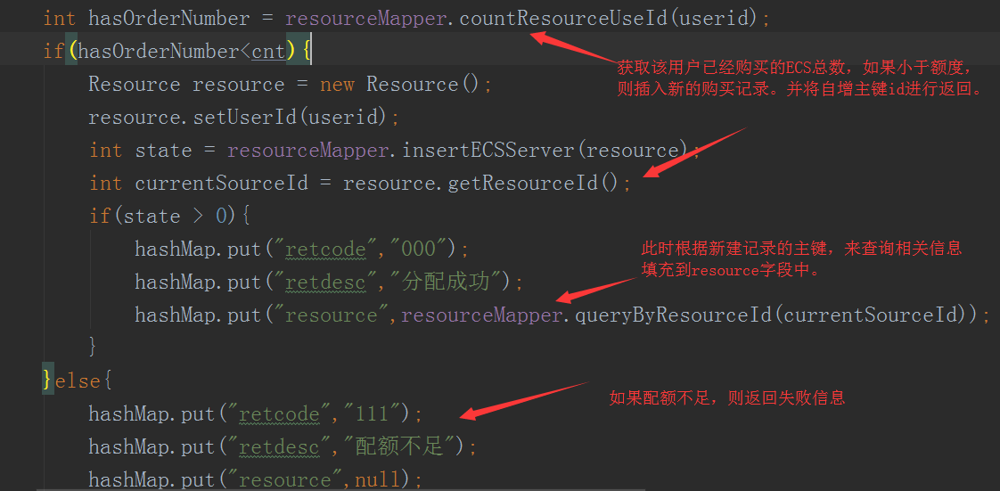 int hasOrderNumber = resourceMapper.countResourceUseId(userid);
if(hasOrderNumber<cnt){
获取该用户已经购买的ECS总数，如果小于额度，
则插入新的购买记录。并将自增主键id进行返回。
Resource resource = new Resource();
resource.setUserId(userid);
int state = resourceMapper.insertECSServer(resource);
int currentSourceId = resource.getResourceId();
if(state > 0){
hashMap.put("retcode","000");
此时根据新建记录的主键，来查询相关信息
填充到resource字段中。
hashMap.put("retdesc","分配成功");
hashMap.put("resource",resourceMapper.queryByResourceId(currentSourceId));
}
}else{
如果配额不足，则返回失败信息
hashMap.put("retcode","111");
hashMap.put("retdesc","配额不足");
hashMap.put("resource",null);